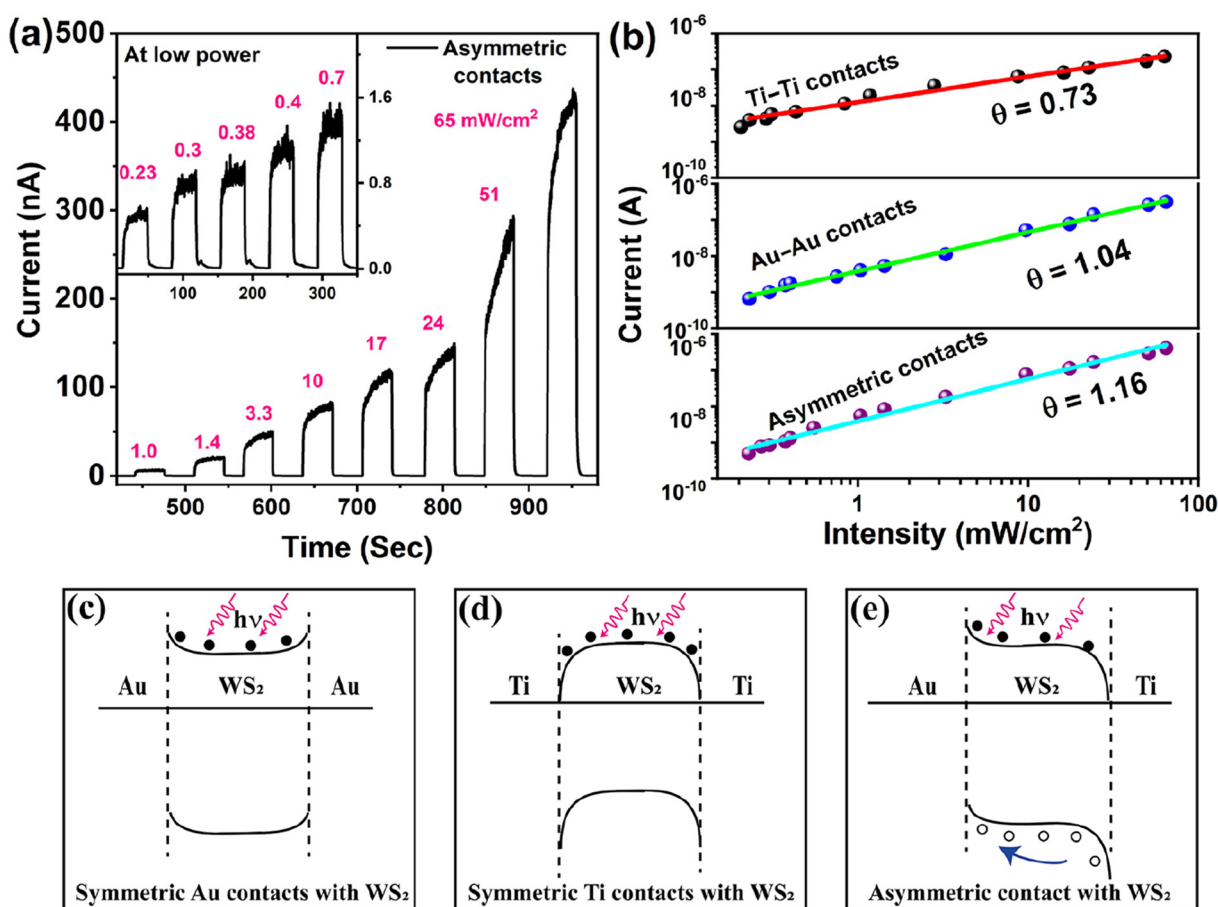 (a)
500
400
300
200
100
0
Current (nA)
500
600
700
800
900
Time (Sec)
At low power
0.23
0.3
0.38
0.4
0.7
1.6
0.8
0.0
100
200
300
Asymmetric
contacts
65 mW/cm²
51
24
17
10
3.3
1.4
1.0
(b)
10⁻⁶
10⁻⁸
10⁻¹⁰
Ti–Ti contacts
θ = 0.73
10⁻⁶
10⁻⁸
10⁻¹⁰
Au–Au contacts
θ = 1.04
10⁻⁶
10⁻⁸
10⁻¹⁰
Asymmetric contacts
θ = 1.16
Current (A)
1
10
100
Intensity (mW/cm²)
(c)
hν
Au WS₂ Au
Symmetric Au contacts with WS₂
(d)
hν
Ti WS₂ Ti
Symmetric Ti contacts with WS₂
(e)
hν
Au WS₂ Ti
Asymmetric contact with WS₂